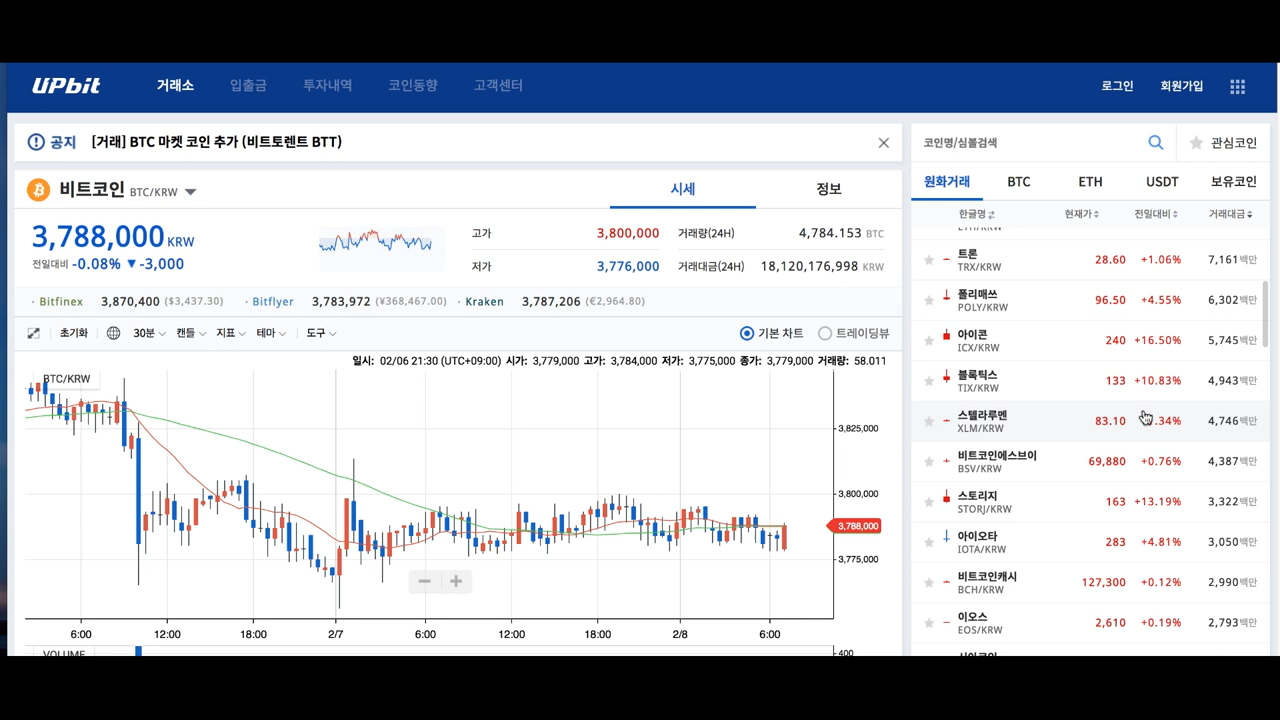 UPbit 거래소 입출금 투자내역 코인동향 고객센터 로그인 회원가입
공지 [거래] BTC 마켓 코인 추가 (비트토렌트 BTT)
비트코인 BTC/KRW 시세 정보
3,788,000 KRW
전일대비 -0.08% ▼ -3,000
고가 3,800,000 거래량(24H) 4,784.153 BTC
저가 3,776,000 거래대금(24H) 18,120,176,998 KRW
· Bitfinex 3,870,400 ($3,437.30) · Bitflyer 3,783,972 (¥368,467.00) · Kraken 3,787,206 (€2,964.80)
초기화 30분 캔들 지표 테마 도구 기본 차트 트레이딩뷰
일시: 02/06 21:30 (UTC+09:00) 시가: 3,779,000 고가: 3,784,000 저가: 3,775,000 종가: 3,779,000 거래량: 58.011
BTC/KRW
3,825,000
3,800,000
3,788,000
3,775,000
6:00 12:00 18:00 2/7 6:00 12:00 18:00 2/8 6:00
VOLUME 400
코인명/심볼검색 관심코인
원화거래 BTC ETH USDT 보유코인
한글명 현재가 전일대비 거래대금
ETH/KRW
트론 28.60 +1.06% 7,161백만
TRX/KRW
폴리매쓰 96.50 +4.55% 6,302백만
POLY/KRW
아이콘 240 +16.50% 5,745백만
ICX/KRW
블록틱스 133 +10.83% 4,943백만
TIX/KRW
스텔라루멘 83.10 .34% 4,746백만
XLM/KRW
비트코인에스브이 69,880 +0.76% 4,387백만
BSV/KRW
스토리지 163 +13.19% 3,322백만
STORJ/KRW
아이오타 283 +4.81% 3,050백만
IOTA/KRW
비트코인캐시 127,300 +0.12% 2,990백만
BCH/KRW
이오스 2,610 +0.19% 2,793백만
EOS/KRW